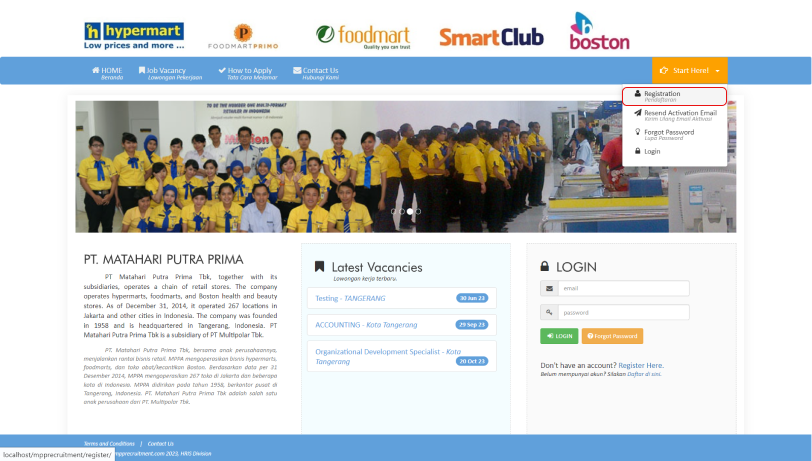 hypermart
Low prices and more ...
FOODMARTPRIMO
foodmart
Quality you can trust
SmartClub
boston
HOME
Beranda
Job Vacancy
Lowongan Pekerjaan
How to Apply
Tata Cara Melamar
Contact Us
Hubungi Kami
Start Here!
Registration
Pendaftaran
Resend Activation Email
Kirim Ulang Email Aktivasi
Forgot Password
Lupa Password
Login
PT. MATAHARI PUTRA PRIMA
PT Matahari Putra Prima Tbk, together with its
subsidiaries, operates a chain of retail stores. The company
operates hypermarts, foodmarts, and Boston health and beauty
stores. As of December 31, 2014, it operated 267 locations in
Jakarta and other cities in Indonesia. The company was founded
in 1958 and is headquartered in Tangerang, Indonesia. PT
Matahari Putra Prima Tbk is a subsidiary of PT Multipolar Tbk.
PT. Matahari Putra Prima Tbk, bersama anak perusahaannya,
menjalankan rantai bisnis retail. MPPA mengoperasikan bisnis hypermarts,
foodmarts, dan toko obat/kecantikan Boston. Berdasarkan data per 31
Desember 2014, MPPA mengoperasikan 267 toko di Jakarta dan beberapa
kota di Indonesia. MPPA didirikan pada tahun 1958, berkantor pusat di
Tangerang, Indonesia. PT Matahari Putra Prima Tbk adalah salah satu
anak perusahaan dari PT. Multipolar Tbk.
Latest Vacancies
Lowongan kerja terbaru.
Testing - TANGERANG
30 Jun 23
ACCOUNTING - Kota Tangerang
29 Sep 23
Organizational Development Specialist - Kota
Tangerang
20 Oct 23
LOGIN
email
password
LOGIN
Forgot Password
Don't have an account? Register Here.
Belum mempunyai akun? Silakan Daftar di sini.
Terms and Conditions | Contact Us
mpprecruitment.com 2023, HRIS Division
localhost/mpprecruitment/register/